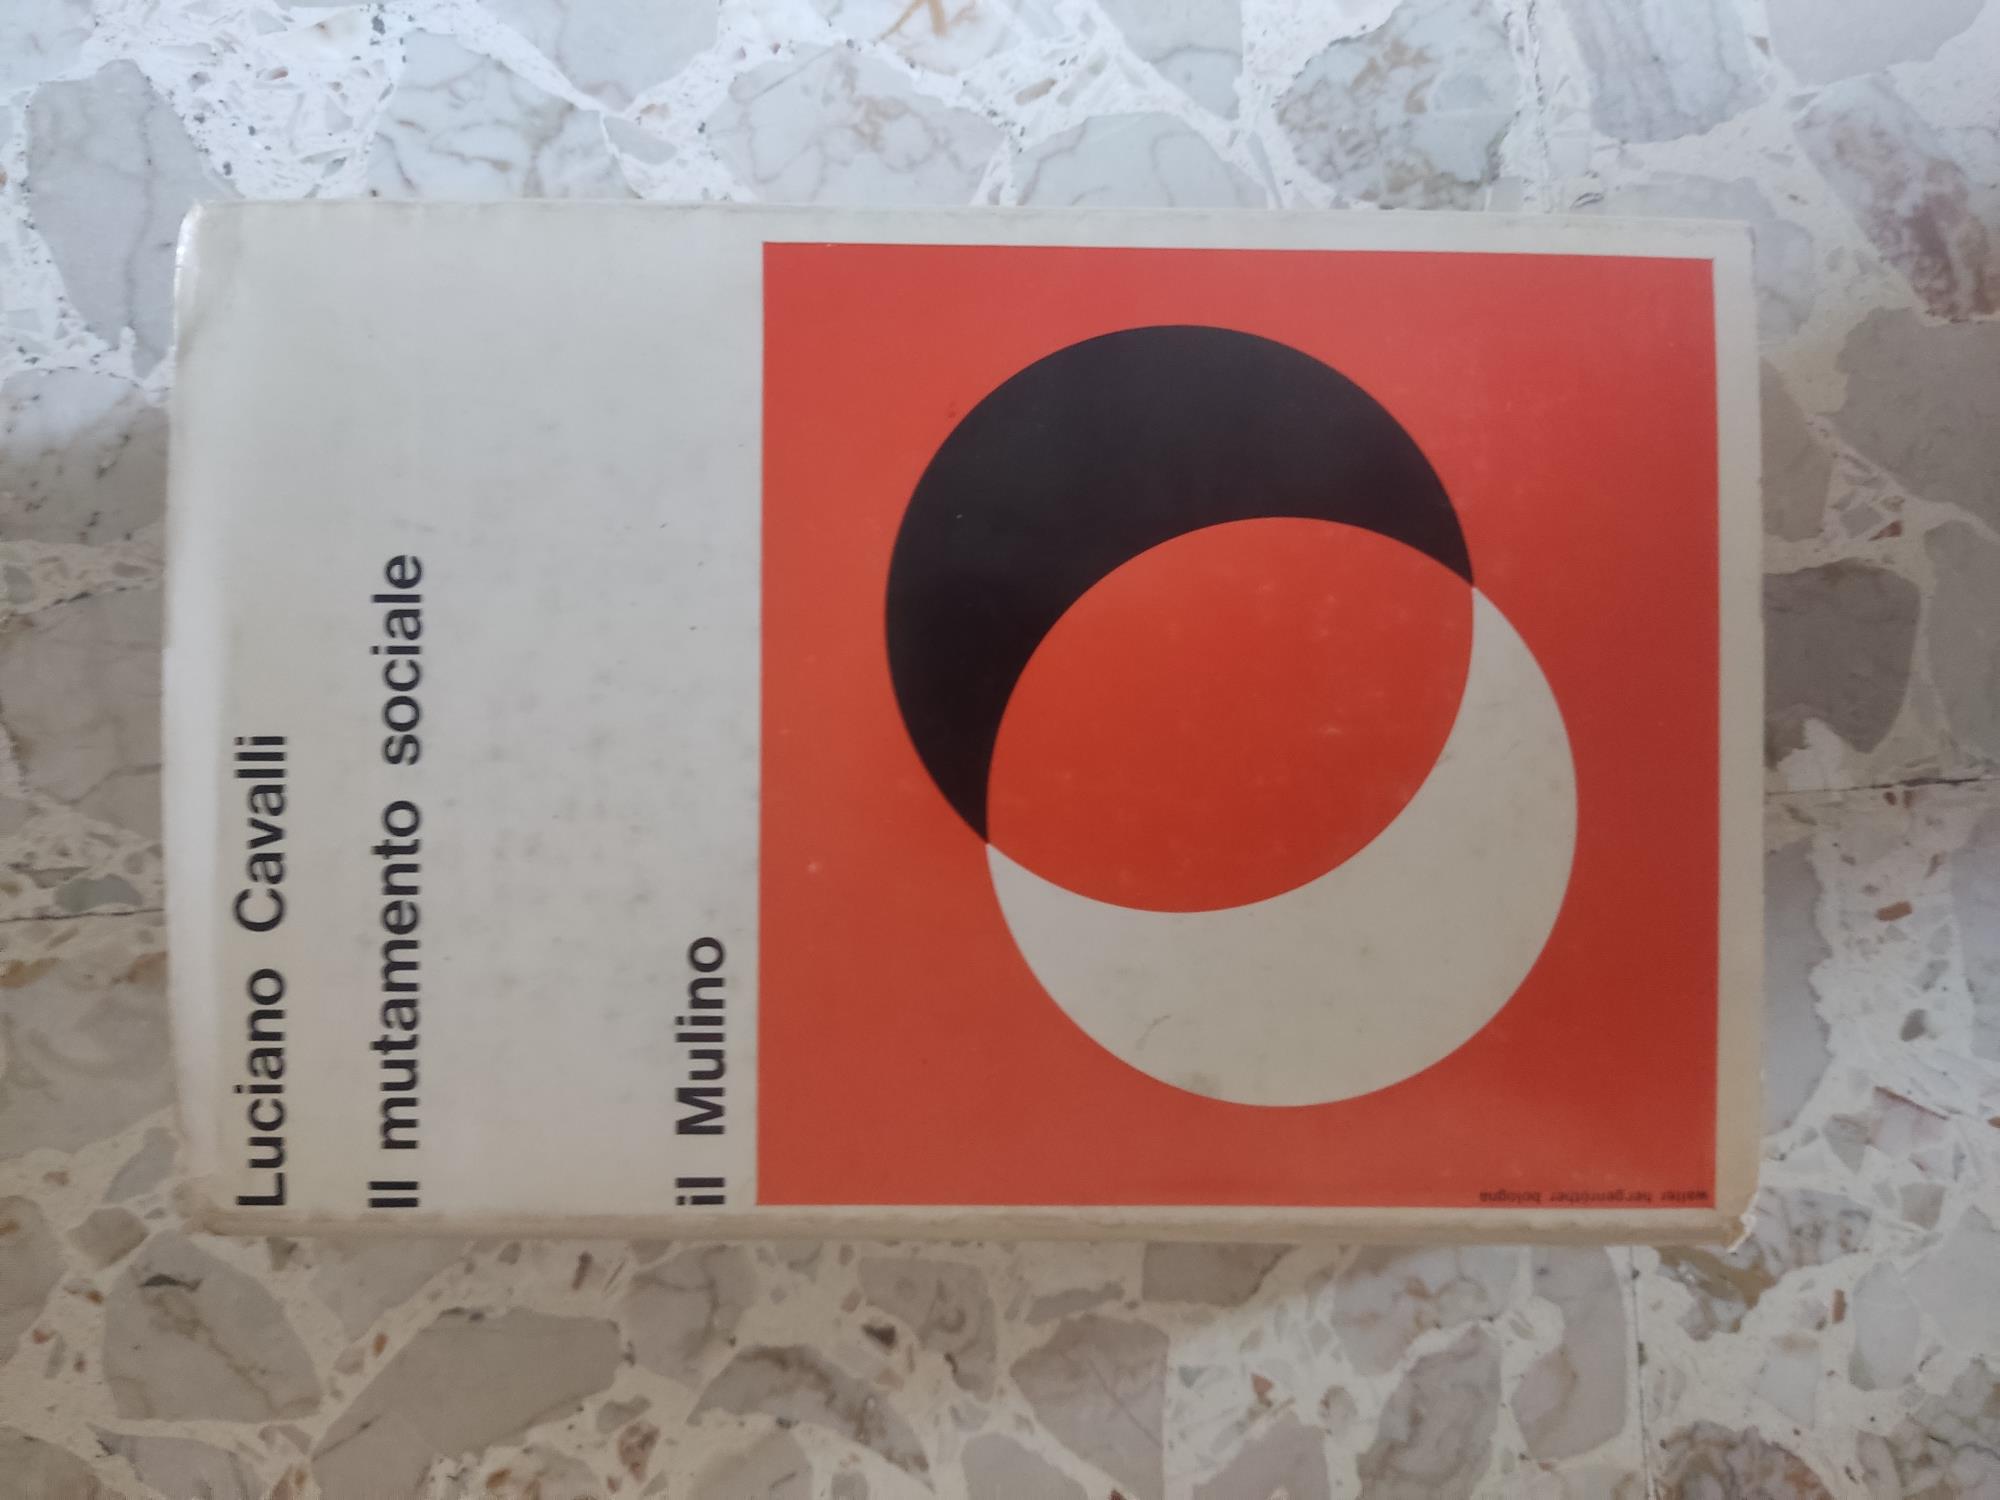 Luciano Cavalli
Il mutamento sociale
il Mulino
walter hergenröther bologna